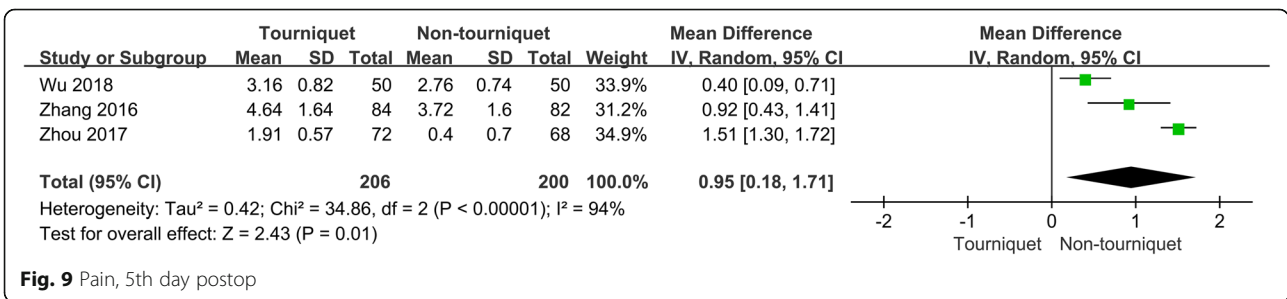 Tourniquet Non-tourniquet Mean Difference Mean Difference
Study or Subgroup Mean SD Total Mean SD Total Weight IV, Random, 95% CI IV, Random, 95% CI
Wu 2018 3.16 0.82 50 2.76 0.74 50 33.9% 0.40 [0.09, 0.71]
Zhang 2016 4.64 1.64 84 3.72 1.6 82 31.2% 0.92 [0.43, 1.41]
Zhou 2017 1.91 0.57 72 0.4 0.7 68 34.9% 1.51 [1.30, 1.72]
Total (95% CI) 206 200 100.0% 0.95 [0.18, 1.71]
Heterogeneity: Tau² = 0.42; Chi² = 34.86, df = 2 (P < 0.00001); I² = 94%
Test for overall effect: Z = 2.43 (P = 0.01)
-2 -1 0 1 2
Tourniquet Non-tourniquet
Fig. 9 Pain, 5th day postop